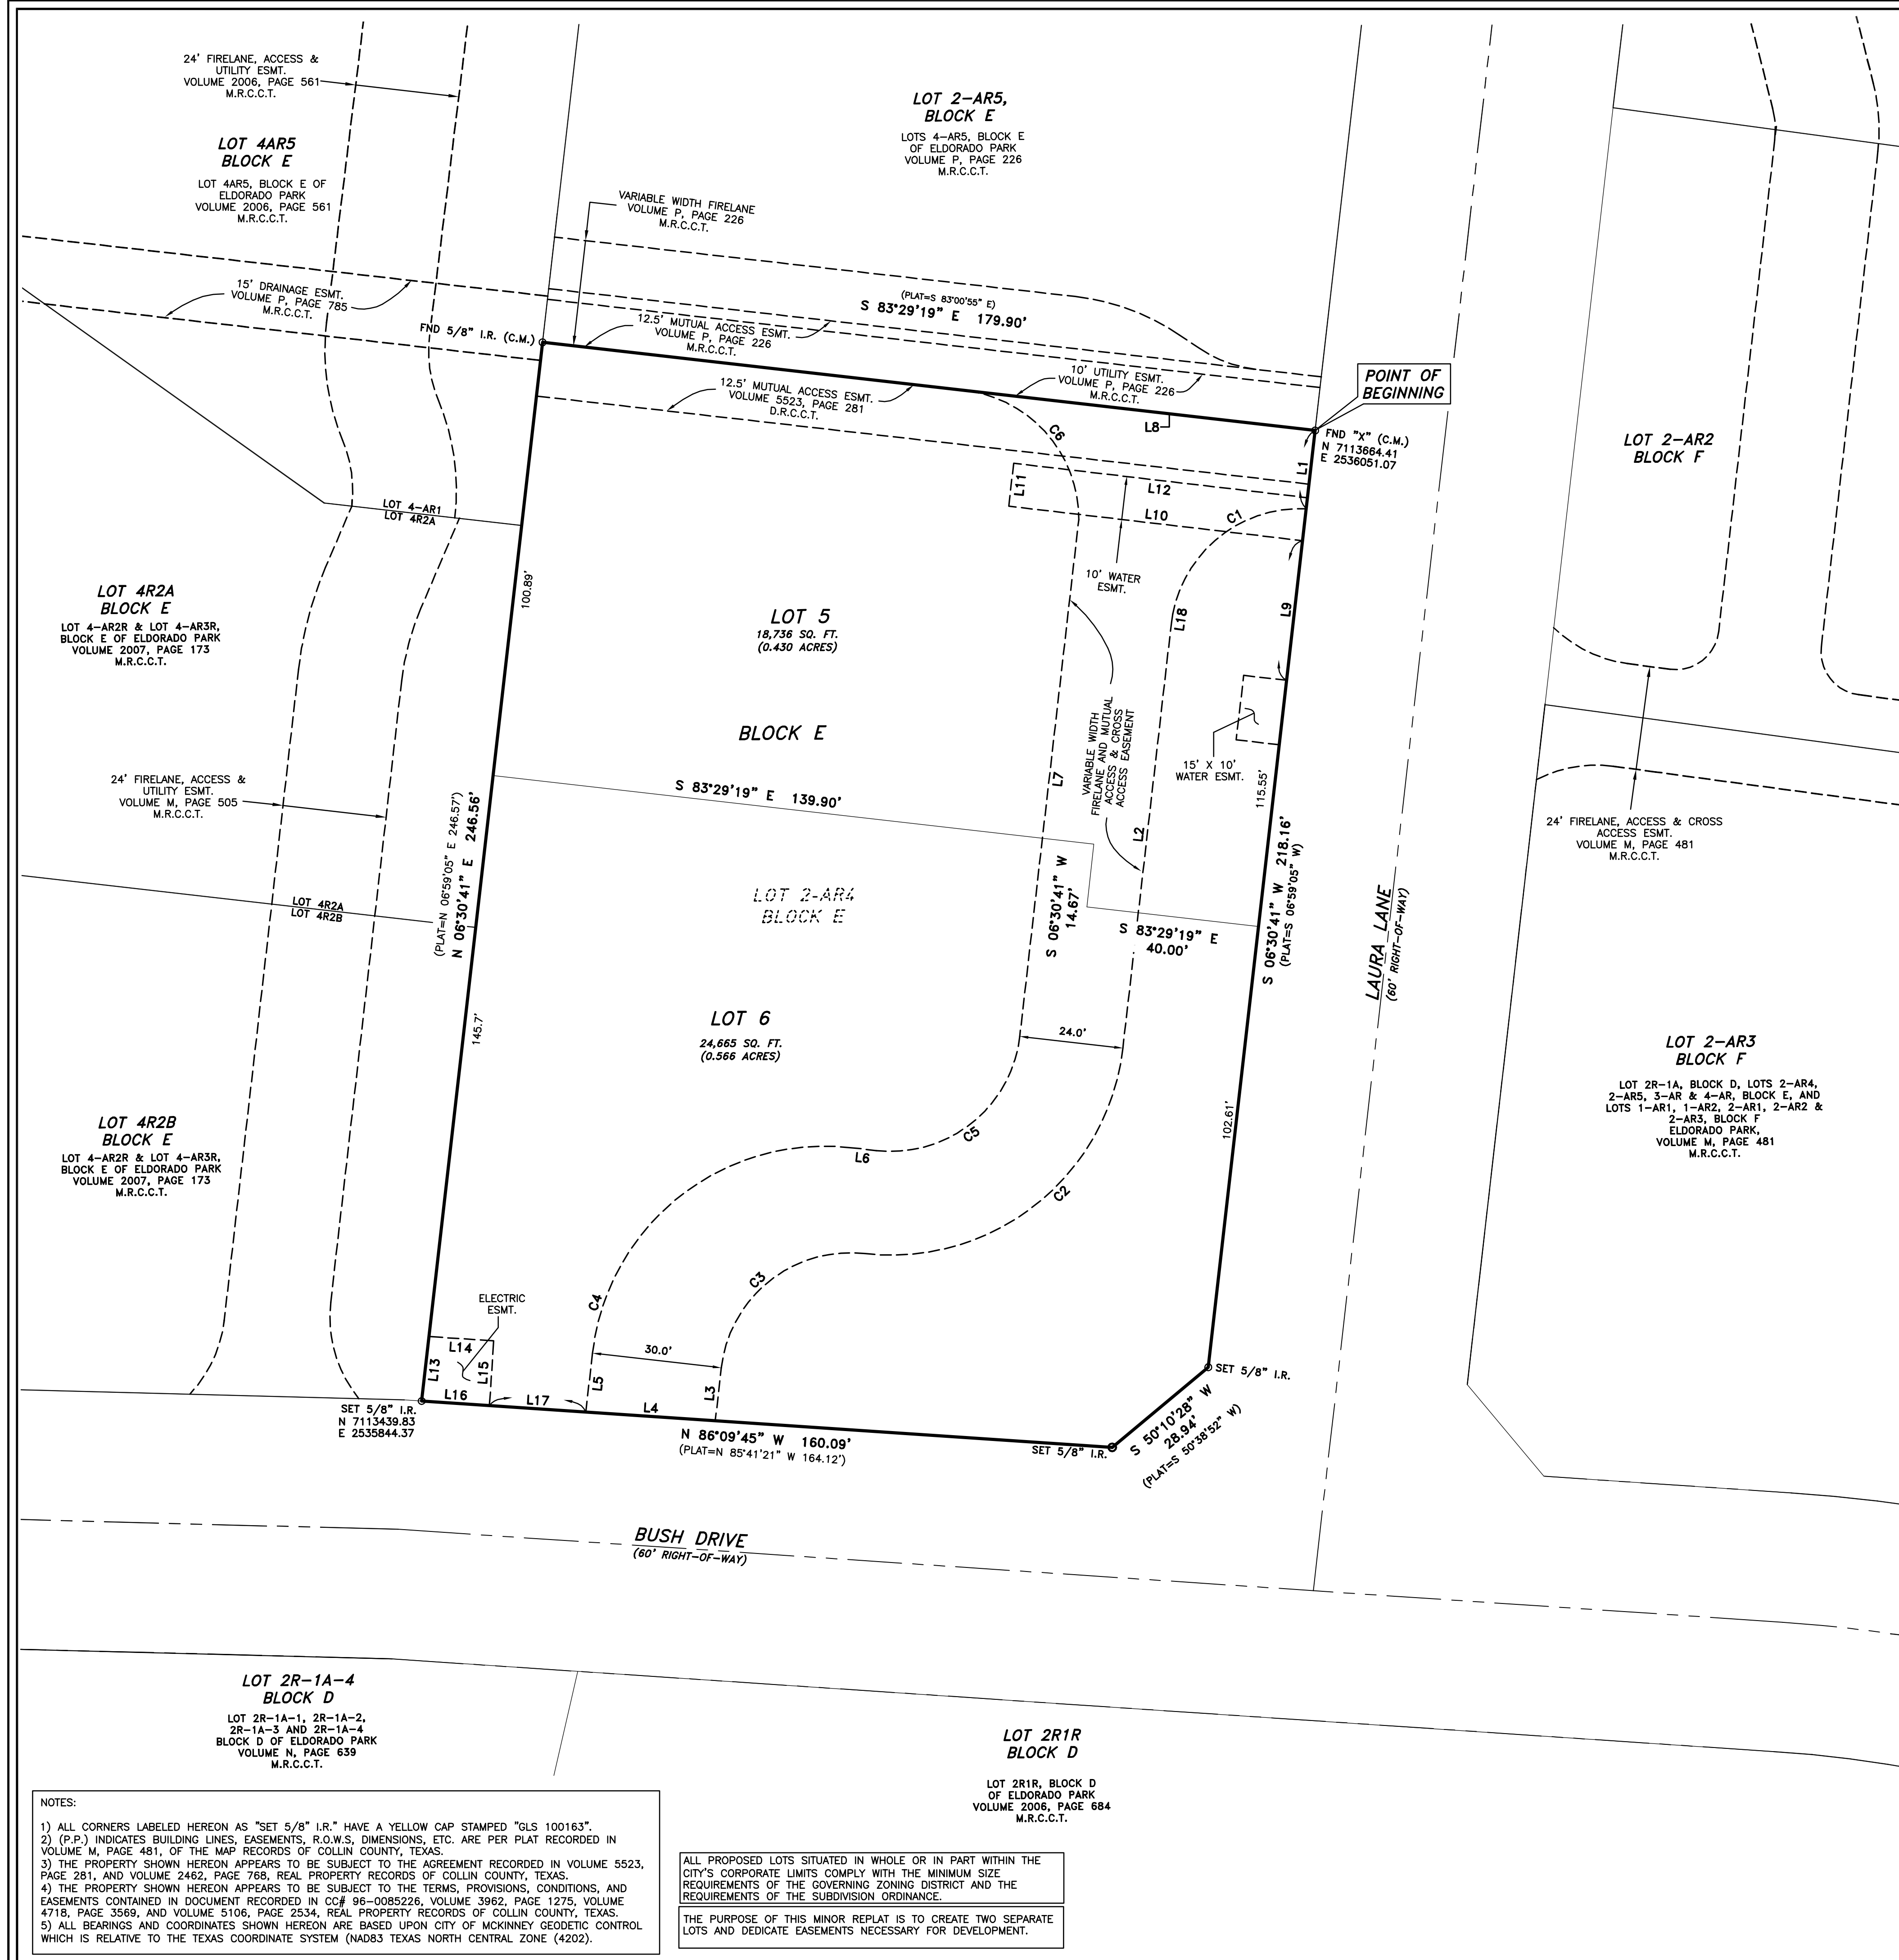 24' FIRELANE, ACCESS &
UTILITY ESMT.
VOLUME 2006, PAGE 561
M.R.C.C.T.
LOT 4AR5
BLOCK E
LOT 4AR5, BLOCK E OF
ELDORADO PARK
VOLUME 2006, PAGE 561
M.R.C.C.T.
LOT 2-AR5,
BLOCK E
LOTS 4-AR5, BLOCK E
OF ELDORADO PARK
VOLUME P, PAGE 226
M.R.C.C.T.
VARIABLE WIDTH FIRELANE
VOLUME P, PAGE 226
M.R.C.C.T.
15' DRAINAGE ESMT.
VOLUME P, PAGE 785
M.R.C.C.T.
(PLAT=S 83°00'55" E)
S 83°29'19" E 179.90'
FND 5/8" I.R. (C.M.)
12.5' MUTUAL ACCESS ESMT.
VOLUME P, PAGE 226
M.R.C.C.T.
12.5' MUTUAL ACCESS ESMT.
VOLUME 5523, PAGE 281
D.R.C.C.T.
10' UTILITY ESMT.
VOLUME P, PAGE 226
M.R.C.C.T.
POINT OF
BEGINNING
L8
C6
L1
FND "X" (C.M.)
N 7113664.41
E 2536051.07
LOT 2-AR2
BLOCK F
L11
L12
L10
C1
LOT 4-AR1
LOT 4R2A
100.89'
10' WATER
ESMT.
L9
L18
LOT 4R2A
BLOCK E
LOT 4-AR2R & LOT 4-AR3R,
BLOCK E OF ELDORADO PARK
VOLUME 2007, PAGE 173
M.R.C.C.T.
LOT 5
18,736 SQ. FT.
(0.430 ACRES)
BLOCK E
VARIABLE WIDTH
FIRELANE AND MUTUAL
ACCESS & CROSS
ACCESS EASEMENT
15' X 10'
WATER ESMT.
115.55'
L7
L2
24' FIRELANE, ACCESS &
UTILITY ESMT.
VOLUME M, PAGE 505
M.R.C.C.T.
S 83°29'19" E 139.90'
(PLAT=N 06°59'05" E 246.57')
N 06°30'41" E 246.56'
24' FIRELANE, ACCESS & CROSS
ACCESS ESMT.
VOLUME M, PAGE 481
M.R.C.C.T.
LOT 2-AR4
BLOCK E
S 06°30'41" W
14.67'
S 83°29'19" E
40.00'
S 06°30'41" W 218.16'
(PLAT=S 06°59'05" W)
LAURA LANE
(60' RIGHT-OF-WAY)
LOT 4R2A
LOT 4R2B
145.7'
LOT 6
24,665 SQ. FT.
(0.566 ACRES)
24.0'
102.61'
LOT 2-AR3
BLOCK F
LOT 2R-1A, BLOCK D, LOTS 2-AR4,
2-AR5, 3-AR & 4-AR, BLOCK E, AND
LOTS 1-AR1, 1-AR2, 2-AR1, 2-AR2 &
2-AR3, BLOCK F
ELDORADO PARK,
VOLUME M, PAGE 481
M.R.C.C.T.
LOT 4R2B
BLOCK E
LOT 4-AR2R & LOT 4-AR3R,
BLOCK E OF ELDORADO PARK
VOLUME 2007, PAGE 173
M.R.C.C.T.
L6
C5
C2
C3
C4
ELECTRIC
ESMT.
L14
L13
L15
L16
L17
L5
30.0'
L3
L4
SET 5/8" I.R.
N 7113439.83
E 2535844.37
N 86°09'45" W 160.09'
(PLAT=N 85°41'21" W 164.12')
SET 5/8" I.R.
SET 5/8" I.R.
S 50°10'28" W
28.94'
(PLAT=S 50°38'52" W)
BUSH DRIVE
(60' RIGHT-OF-WAY)
LOT 2R-1A-4
BLOCK D
LOT 2R-1A-1, 2R-1A-2,
2R-1A-3 AND 2R-1A-4
BLOCK D OF ELDORADO PARK
VOLUME N, PAGE 639
M.R.C.C.T.
LOT 2R1R
BLOCK D
LOT 2R1R, BLOCK D
OF ELDORADO PARK
VOLUME 2006, PAGE 684
M.R.C.C.T.
NOTES:
1) ALL CORNERS LABELED HEREON AS "SET 5/8" I.R." HAVE A YELLOW CAP STAMPED "GLS 100163".
2) (P.P.) INDICATES BUILDING LINES, EASEMENTS, R.O.W.S, DIMENSIONS, ETC. ARE PER PLAT RECORDED IN
VOLUME M, PAGE 481, OF THE MAP RECORDS OF COLLIN COUNTY, TEXAS.
3) THE PROPERTY SHOWN HEREON APPEARS TO BE SUBJECT TO THE AGREEMENT RECORDED IN VOLUME 5523,
PAGE 281, AND VOLUME 2462, PAGE 768, REAL PROPERTY RECORDS OF COLLIN COUNTY, TEXAS.
4) THE PROPERTY SHOWN HEREON APPEARS TO BE SUBJECT TO THE TERMS, PROVISIONS, CONDITIONS, AND
EASEMENTS CONTAINED IN DOCUMENT RECORDED IN CC# 96-0085226, VOLUME 3962, PAGE 1275, VOLUME
4718, PAGE 3569, AND VOLUME 5106, PAGE 2534, REAL PROPERTY RECORDS OF COLLIN COUNTY, TEXAS.
5) ALL BEARINGS AND COORDINATES SHOWN HEREON ARE BASED UPON CITY OF MCKINNEY GEODETIC CONTROL
WHICH IS RELATIVE TO THE TEXAS COORDINATE SYSTEM (NAD83 TEXAS NORTH CENTRAL ZONE (4202).
ALL PROPOSED LOTS SITUATED IN WHOLE OR IN PART WITHIN THE
CITY'S CORPORATE LIMITS COMPLY WITH THE MINIMUM SIZE
REQUIREMENTS OF THE GOVERNING ZONING DISTRICT AND THE
REQUIREMENTS OF THE SUBDIVISION ORDINANCE.
THE PURPOSE OF THIS MINOR REPLAT IS TO CREATE TWO SEPARATE
LOTS AND DEDICATE EASEMENTS NECESSARY FOR DEVELOPMENT.